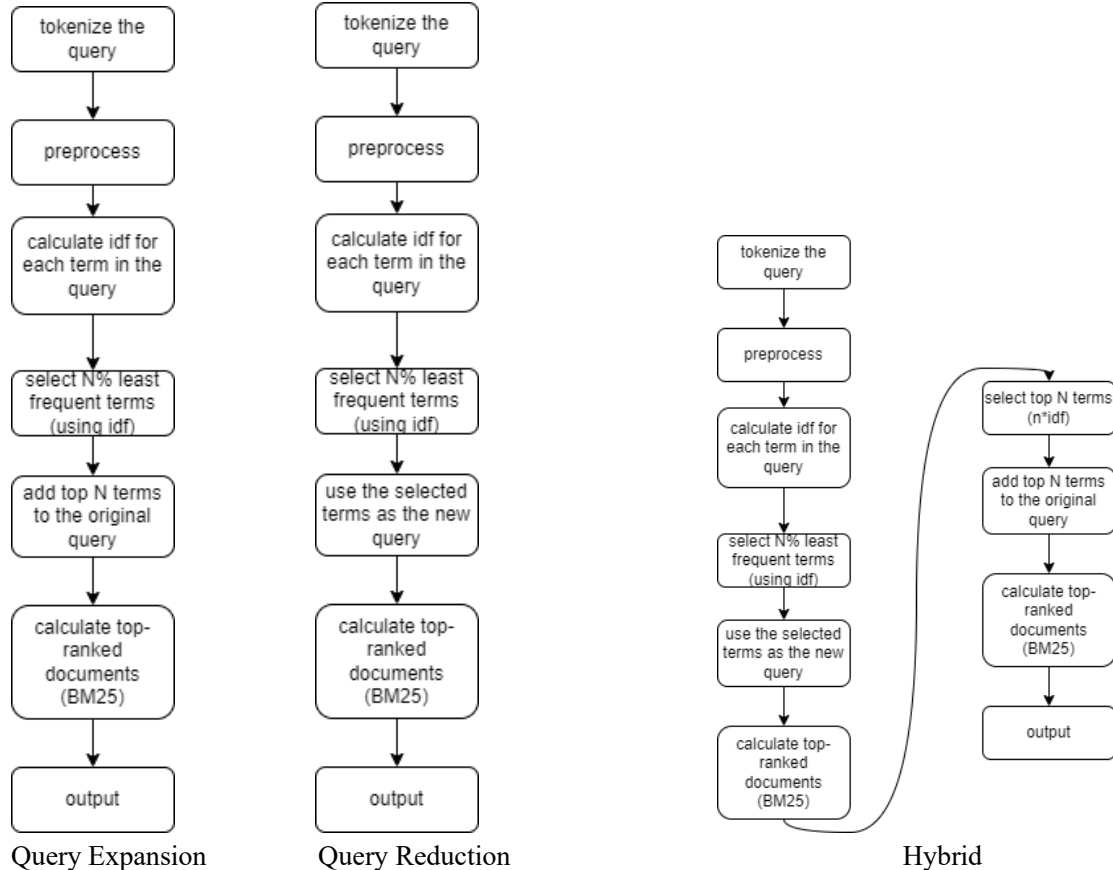 tokenize the
query
preprocess
calculate idf for
each term in the
query
select N% least
frequent terms
(using idf)
add top N terms
to the original
query
calculate top-
ranked
documents
(BM25)
output
Query Expansion
tokenize the
query
preprocess
calculate idf for
each term in the
query
select N% least
frequent terms
(using idf)
use the selected
terms as the new
query
calculate top-
ranked
documents
(BM25)
output
Query Reduction
tokenize the
query
preprocess
calculate idf for
each term in the
query
select N% least
frequent terms
(using idf)
use the selected
terms as the new
query
calculate top-
ranked
documents
(BM25)
select top N terms
(n*idf)
add top N terms
to the original
query
calculate top-
ranked
documents
(BM25)
output
Hybrid